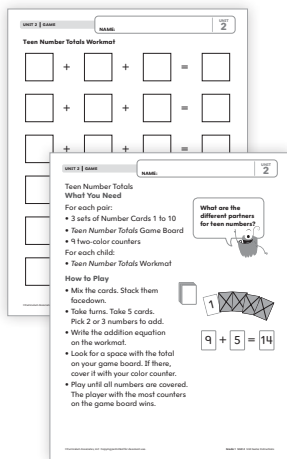 UNIT 2 | GAME
NAME:
UNIT
2
Teen Number Totals Workmat
+ + =
+ + =
+ + =
UNIT 2 | GAME
NAME:
UNIT
2
Teen Number Totals
What You Need
For each pair:
• 3 sets of Number Cards 1 to 10
• Teen Number Totals Game Board
• 9 two-color counters
For each child:
• Teen Number Totals Workmat
How to Play
• Mix the cards. Stack them
facedown.
• Take turns. Take 5 cards.
Pick 2 or 3 numbers to add.
• Write the addition equation
on the workmat.
• Look for a space with the total
on your game board. If there,
cover it with your color counter.
• Play until all numbers are covered.
The player with the most counters
on the game board wins.
What are the
different partners
for teen numbers?
1
9 + 5 = 14